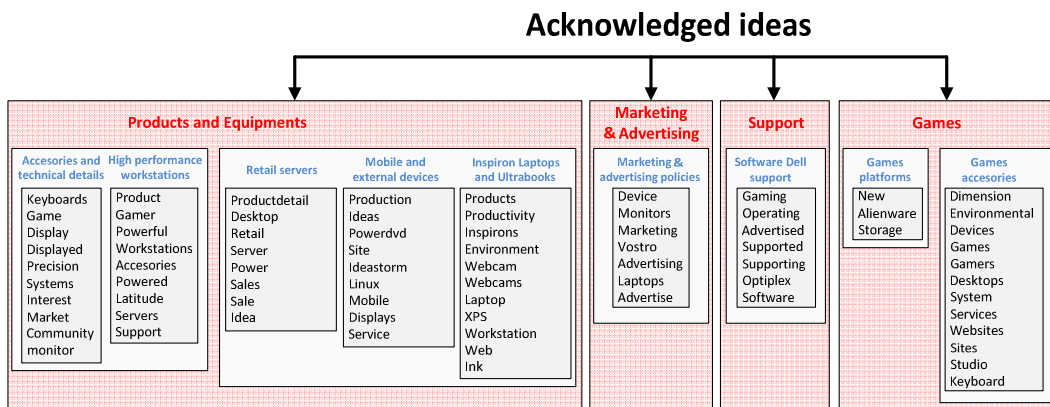 Acknowledged ideas
Products and Equipments
Accesories and
technical details
Keyboards
Game
Display
Displayed
Precision
Systems
Interest
Market
Community
monitor
High performance
workstations
Product
Gamer
Powerful
Workstations
Accesories
Powered
Latitude
Servers
Support
Retail servers
Productdetail
Desktop
Retail
Server
Power
Sales
Sale
Idea
Mobile and
external devices
Production
Ideas
Powerdvd
Site
Ideastorm
Linux
Mobile
Displays
Service
Inspiron Laptops
and Ultrabooks
Products
Productivity
Inspirons
Environment
Webcam
Webcams
Laptop
XPS
Workstation
Web
Ink
Marketing
& Advertising
Marketing &
advertising policies
Device
Monitors
Marketing
Vostro
Advertising
Laptops
Advertise
Support
Software Dell
support
Gaming
Operating
Advertised
Supported
Supporting
Optiplex
Software
Games
Games
platforms
New
Alienware
Storage
Games
accesories
Dimension
Environmental
Devices
Games
Gamers
Desktops
System
Services
Websites
Sites
Studio
Keyboard